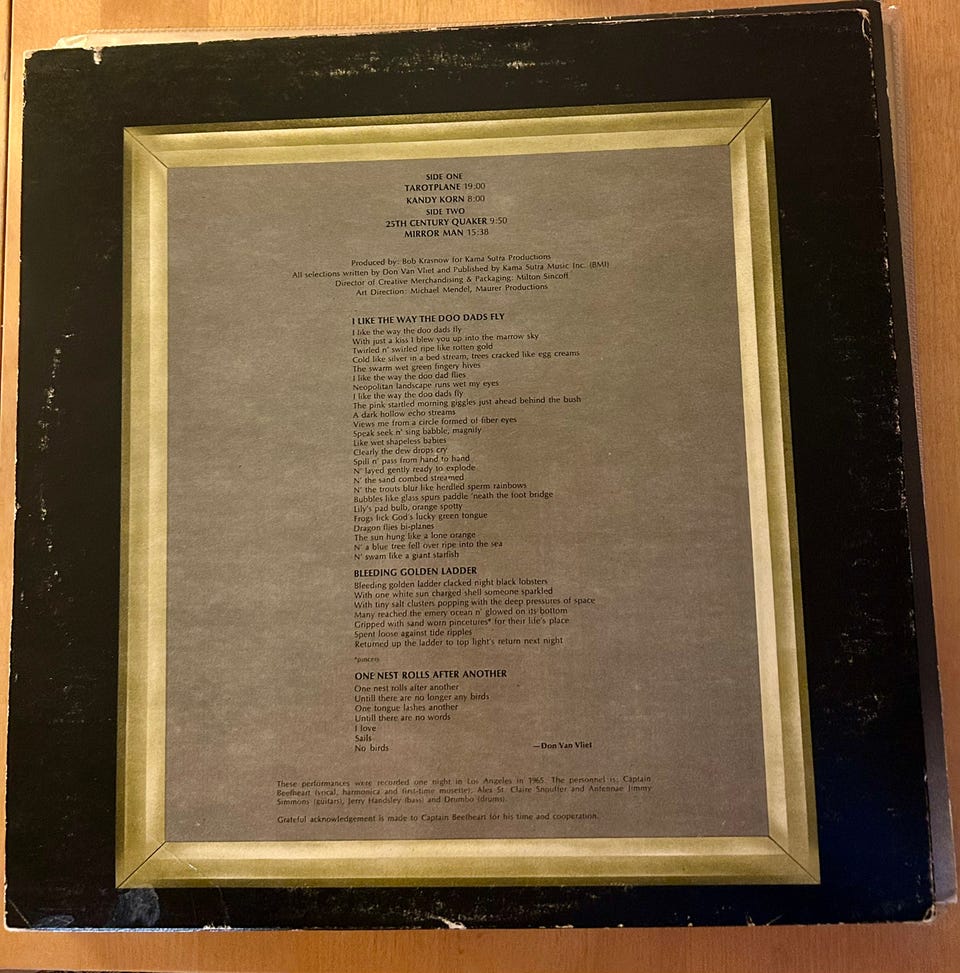 SIDE ONE
TAROTPLANE 19:00
KANDY KORN 8:00
SIDE TWO
25TH CENTURY QUAKER 9:50
MIRROR MAN 15:38
Produced by: Bob Krasnow for Kama Sutra Productions
All selections written by Don Van Vliet and Published by Kama Sutra Music Inc. (BMI)
Director of Creative Merchandising & Packaging: Milton Sincoff
Art Direction: Michael Mendel, Maurer Productions
I LIKE THE WAY THE DOO DADS FLY
I like the way the doo dads fly
With just a kiss I blew you up into the marrow sky
Twirled n' swirled ripe like rotten gold
Cold like silver in a bed stream, trees cracked like egg creams
The swarm wet green fingery hives
I like the way the doo dad flies
Neopolitan landscape runs wet my eyes
I like the way the doo dads fly
The pink startled morning giggles just ahead behind the bush
A dark hollow echo streams
Views me from a circle formed of fiber eyes
Speak seek n' sing babble, magnify
Like wet shapeless babies
Clearly the dew drops cry
Spill n' pass from hand to hand
N' layed gently ready to explode
N' the sand combed streamed
N' the trouts blur like herdled sperm rainbows
Bubbles like glass spurs paddle 'neath the foot bridge
Lily's pad bulb, orange spotty
Frogs lick God's lucky green tongue
Dragon flies bi-planes
The sun hung like a lone orange
N' a blue tree fell over ripe into the sea
N' swam like a giant starfish
BLEEDING GOLDEN LADDER
Bleeding golden ladder clacked night black lobsters
With one white sun charged shell someone sparkled
With tiny salt clusters popping with the deep pressures of space
Many reached the emery ocean n' glowed on its bottom
Gripped with sand worn pincetures* for their life's place
Spent loose against tide ripples
Returned up the ladder to top light's return next night
*pincers
ONE NEST ROLLS AFTER ANOTHER
One nest rolls after another
Untill there are no longer any birds
One tongue lashes another
Untill there are no words
I love
Sails
No birds
—Don Van Vliet
These performances were recorded one night in Los Angeles in 1965. The personnel is: Captain
Beefheart (vocal, harmonica and first-time musette), Alex St. Claire Snouffer and Antennae Jimmy
Simmons (guitars), Jerry Handsley (bass) and Drumbo (drums).
Grateful acknowledgement is made to Captain Beefheart for his time and cooperation.